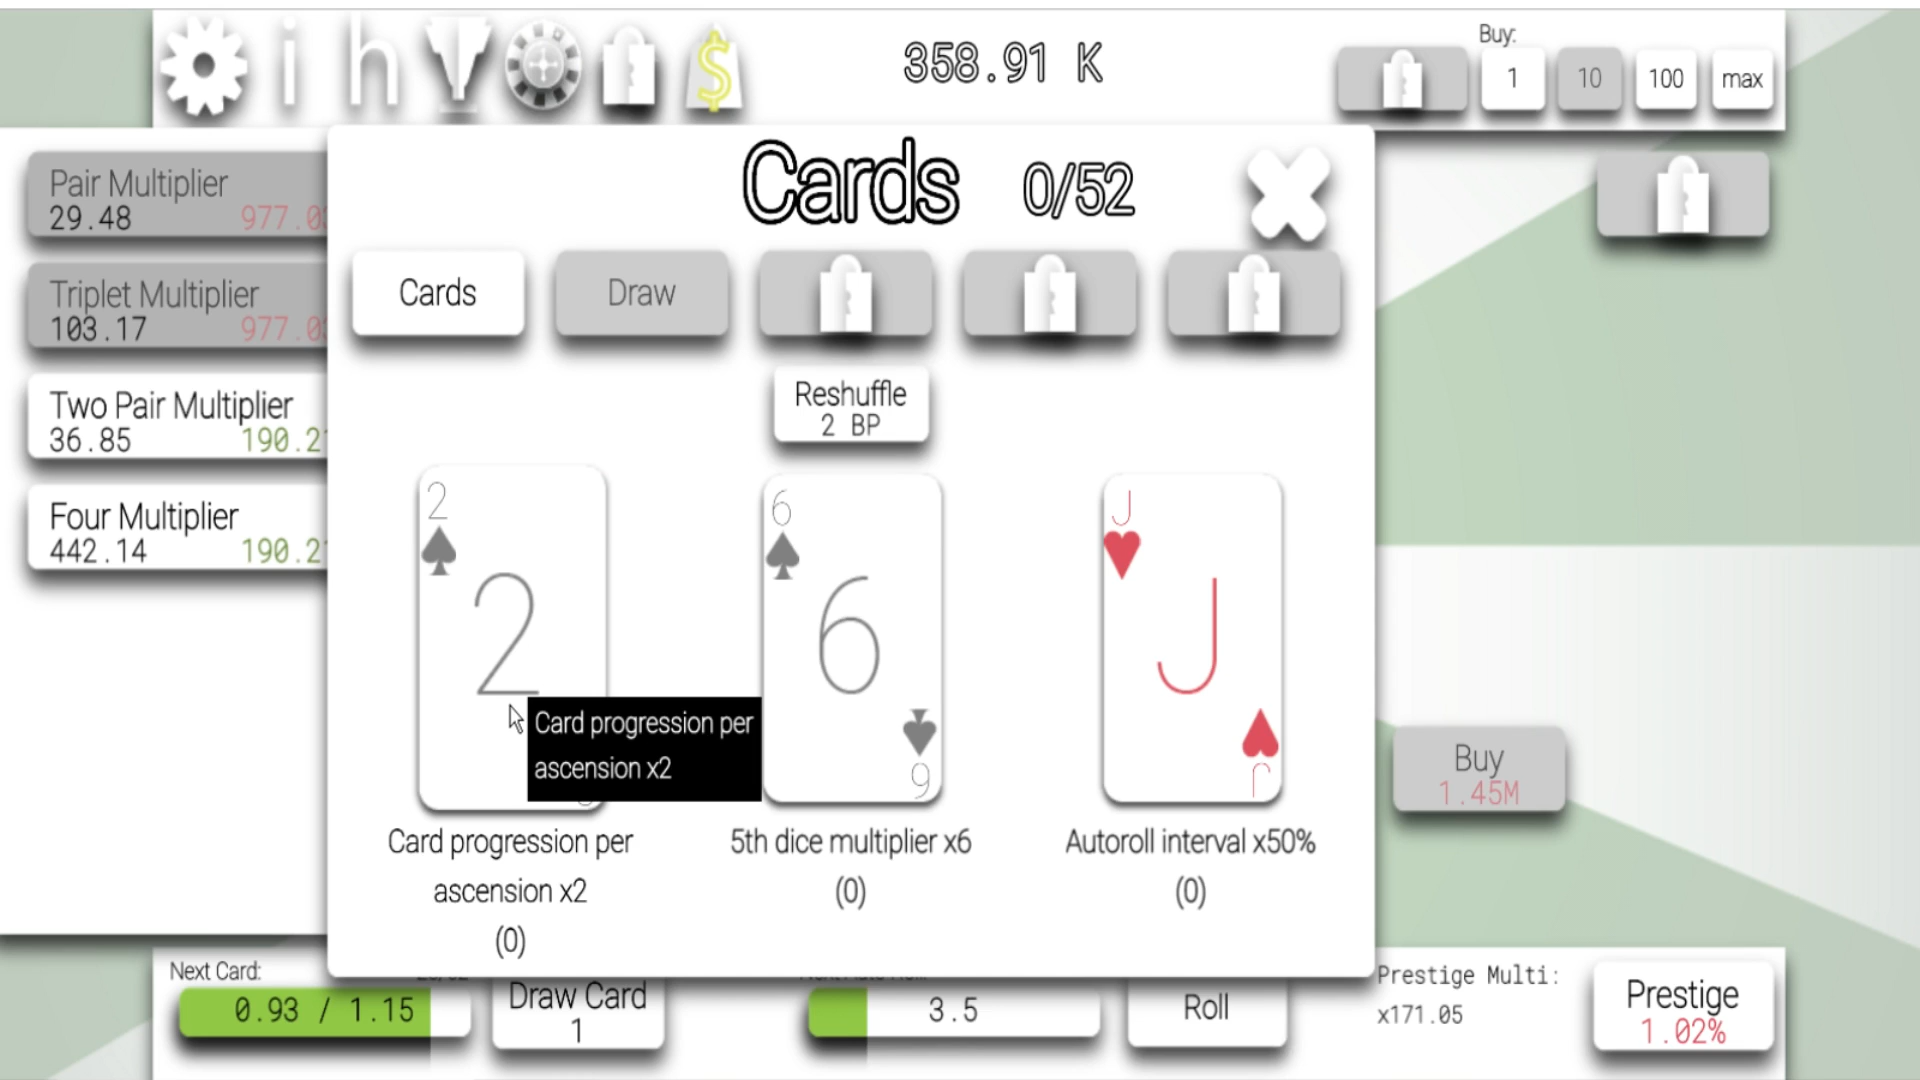 i h
358.91 K
Buy:
1 10 100 max
Cards 0/52
Pair Multiplier
29.48
Triplet Multiplier
103.17
Two Pair Multiplier
36.85
Four Multiplier
442.14
Cards
Draw
Reshuffle
2 BP
2
2
6
6
6
J
J
J
Card progression per
ascension x2
Card progression per
ascension x2
(0)
5th dice multiplier x6
(0)
Autoroll interval x50%
(0)
Buy
1.45M
Next Card:
0.93 / 1.15
Draw Card
1
3.5
Roll
Prestige Multi:
x171.05
Prestige
1.02%